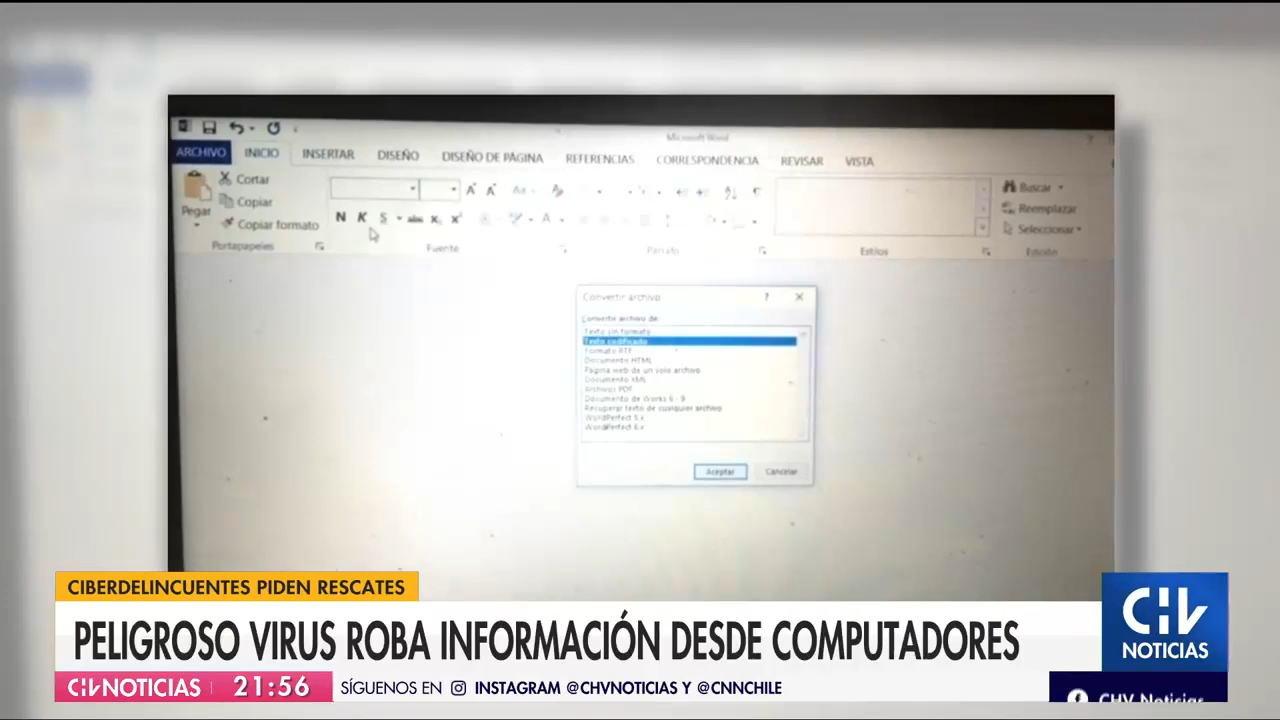 Microsoft Word
ARCHIVO INICIO INSERTAR DISEÑO DISEÑO DE PÁGINA REFERENCIAS CORRESPONDENCIA REVISAR VISTA
Pegar
Cortar
Copiar
Copiar formato
N K S abc x₂ x²
Buscar
Reemplazar
Seleccionar
Portapapeles Fuente Párrafo Estilos Edición
Convertir archivo ?
Convertir archivo de:
Texto sin formato
Texto codificado
Formato RTF
Documento HTML
Página web de un solo archivo
Documento XML
Archivos PDF
Documento de Works 6 - 9
Recuperar texto de cualquier archivo
WordPerfect 5.x
WordPerfect 6.x
Aceptar Cancelar
CIBERDELINCUENTES PIDEN RESCATES
PELIGROSO VIRUS ROBA INFORMACIÓN DESDE COMPUTADORES
CHV NOTICIAS
CHV NOTICIAS 21:56 SÍGUENOS EN INSTAGRAM @CHVNOTICIAS Y @CNNCHILE
CHV Noticias